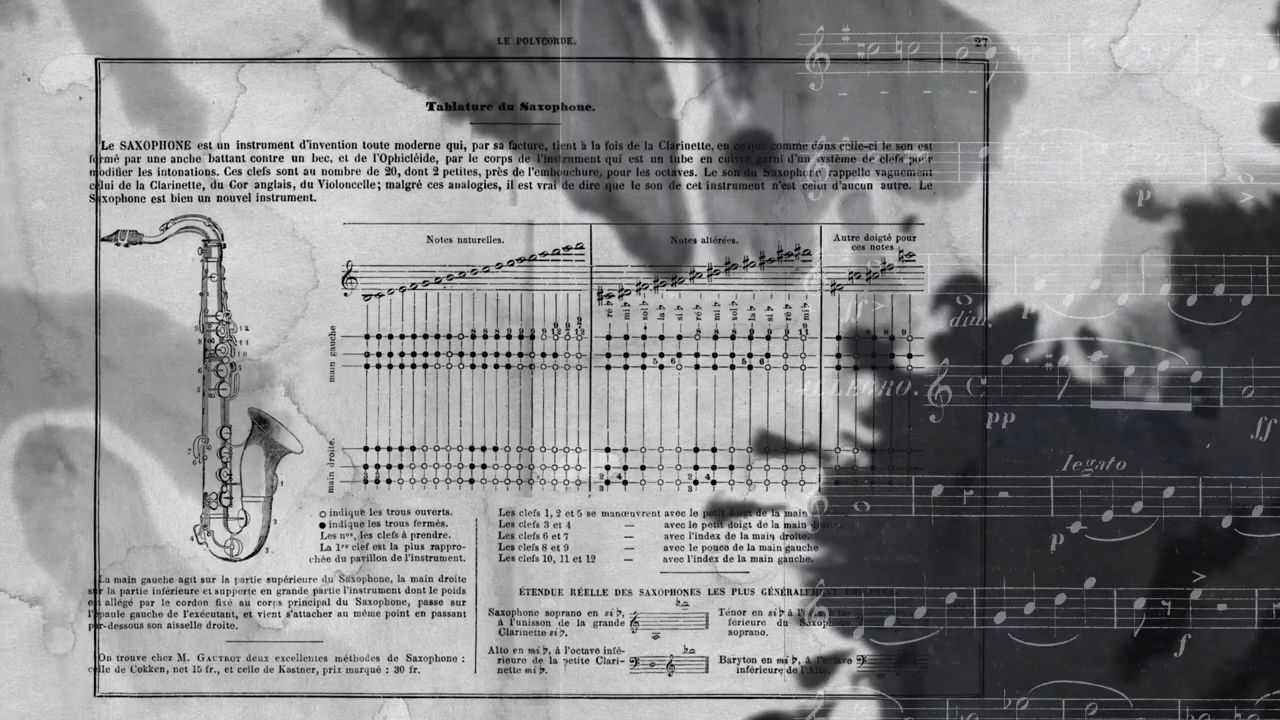 LE POLYCORDE.
27
Tablature du Saxophone.
Le SAXOPHONE est un instrument d'invention toute moderne qui, par sa facture, tient à la fois de la Clarinette, en ce que comme dans celle-ci le son est
formé par une anche battant contre un bec, et de l'Ophicléide, par le corps de l'instrument qui est un tube en cuivre garni d'un système de clefs pour
modifier les intonations. Ces clefs sont au nombre de 20, dont 2 petites, près de l'embouchure, pour les octaves. Le son du Saxophone rappelle vaguement
celui de la Clarinette, du Cor anglais, du Violoncelle; malgré ces analogies, il est vrai de dire que le son de cet instrument n'est celui d'aucun autre. Le
Saxophone est bien un nouvel instrument.
Notes naturelles.
Notes altérées.
Autre doigté pour
ces notes
main gauche
main droite.
○ indique les trous ouverts.
● indique les trous fermés.
Les nos, les clefs à prendre.
La 1re clef est la plus rappro-
chée du pavillon de l'instrument.
Les clefs 1, 2 et 5 se manœuvrent avec le petit doigt de la main
Les clefs 3 et 4 — avec le petit doigt de la main
Les clefs 6 et 7 — avec l'index de la main droite.
Les clefs 8 et 9 — avec le pouce de la main gauche
Les clefs 10, 11 et 12 — avec l'index de la main gauche.
La main gauche agit sur la partie supérieure du Saxophone, la main droite
sur la partie inférieure et supporte en grande partie l'instrument dont le poids
est allégé par le cordon fixé au corps principal du Saxophone, passe sur
l'épaule gauche de l'exécutant, et vient s'attacher au même point en passant
par-dessous son aisselle droite.
On trouve chez M. GAUTROT deux excellentes méthodes de Saxophone :
celle de Cokken, net 15 fr., et celle de Kastner, prix marqué : 30 fr.
ÉTENDUE RÉELLE DES SAXOPHONES LES PLUS GÉNÉRALEMENT
Saxophone soprano en si ♭,
à l'unisson de la grande
Clarinette si ♭.
Ténor en si ♭ à l'
férieure du Saxophone
soprano.
Alto en mi ♭, à l'octave infé-
rieure de la petite Clari-
nette mi ♭.
Baryton en mi ♭, à l'octave
inférieure de l'Alto.
p
ff >
p
dim.
ALLEGRO.
pp
ff
legato
p
f